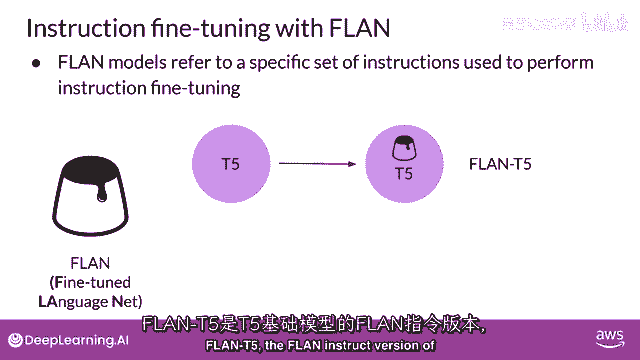 Instruction fine-tuning with FLAN
● FLAN models refer to a specific set of instructions used to perform
instruction fine-tuning
T5
T5
FLAN-T5
FLAN
(Fine-tuned
LAnguage Net)
FLAN-T5是T5基础模型的FLAN指令版本,
FLAN-T5, the FLAN instruct version of
DeepLearning.AI
aws